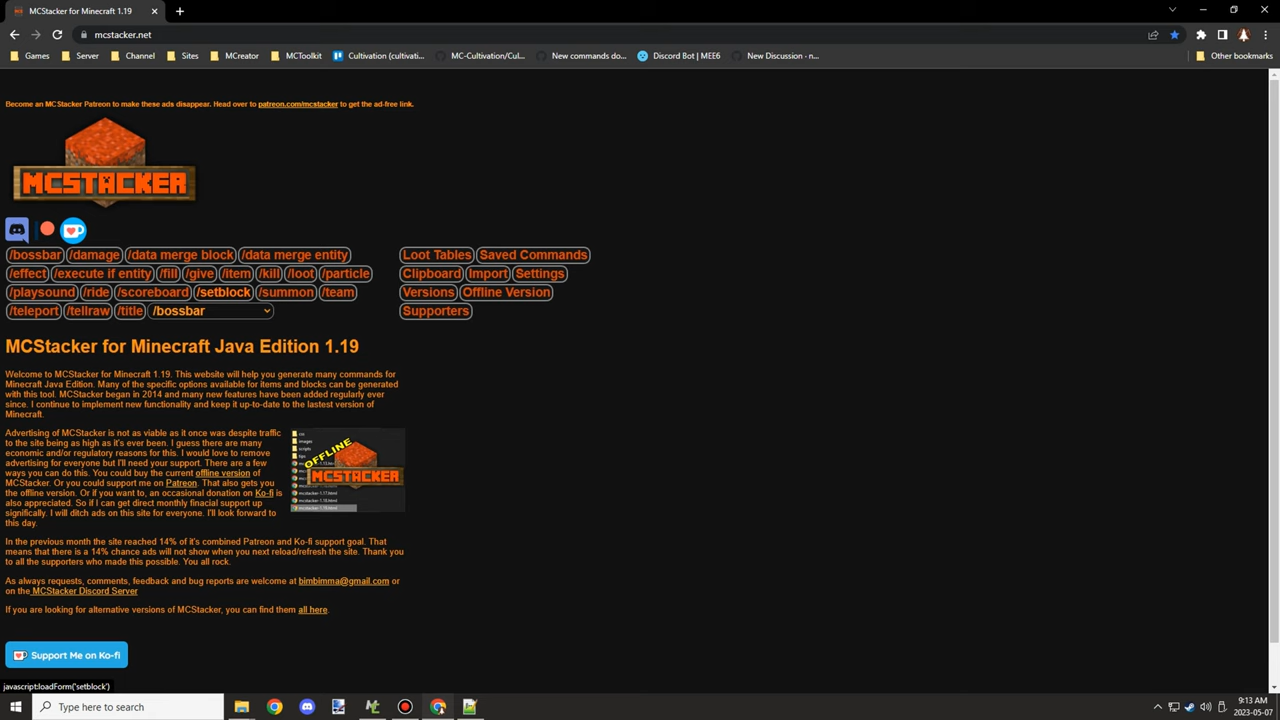 MCStacker for Minecraft 1.19
mcstacker.net
Games Server Channel Sites MCreator MCToolkit Cultivation (cultivati... MC-Cultivation/Cul... New commands do... Discord Bot | MEE6 New Discussion - n... Other bookmarks
Become an MCStacker Patreon to make these ads disappear. Head over to patreon.com/mcstacker to get the ad-free link.
MCSTACKER
/bossbar /damage /data merge block /data merge entity Loot Tables Saved Commands
/effect /execute if entity /fill /give /item /kill /loot /particle Clipboard Import Settings
/playsound /ride /scoreboard /setblock /summon /team Versions Offline Version
/teleport /tellraw /title /bossbar Supporters
MCStacker for Minecraft Java Edition 1.19
Welcome to MCStacker for Minecraft 1.19. This website will help you generate many commands for
Minecraft Java Edition. Many of the specific options available for items and blocks can be generated
with this tool. MCStacker began in 2014 and many new features have been added regularly ever
since. I continue to implement new functionality and keep it up-to-date to the lastest version of
Minecraft.
Advertising of MCStacker is not as viable as it once was despite traffic
to the site being as high as it's ever been. I guess there are many
economic and/or regulatory reasons for this. I would love to remove
advertising for everyone but I'll need your support. There are a few
ways you can do this. You could buy the current offline version of
MCStacker. Or you could support me on Patreon. That also gets you
the offline version. Or if you want to, an occasional donation on Ko-fi is
also appreciated. So if I can get direct monthly finacial support up
significally. I will ditch ads on this site for everyone. I'll look forward to
this day.
OFFLINE
MCSTACKER
images
scripts
mcstacker-1.17.html
mcstacker-1.18.html
mcstacker-1.19.html
In the previous month the site reached 14% of it's combined Patreon and Ko-fi support goal. That
means that there is a 14% chance ads will not show when you next reload/refresh the site. Thank you
to all the supporters who made this possible. You all rock.
As always requests, comments, feedback and bug reports are welcome at bimbimma@gmail.com or
on the MCStacker Discord Server
If you are looking for alternative versions of MCStacker, you can find them all here.
Support Me on Ko-fi
javascript:loadForm('setblock')
Type here to search
9:13 AM
2023-05-07